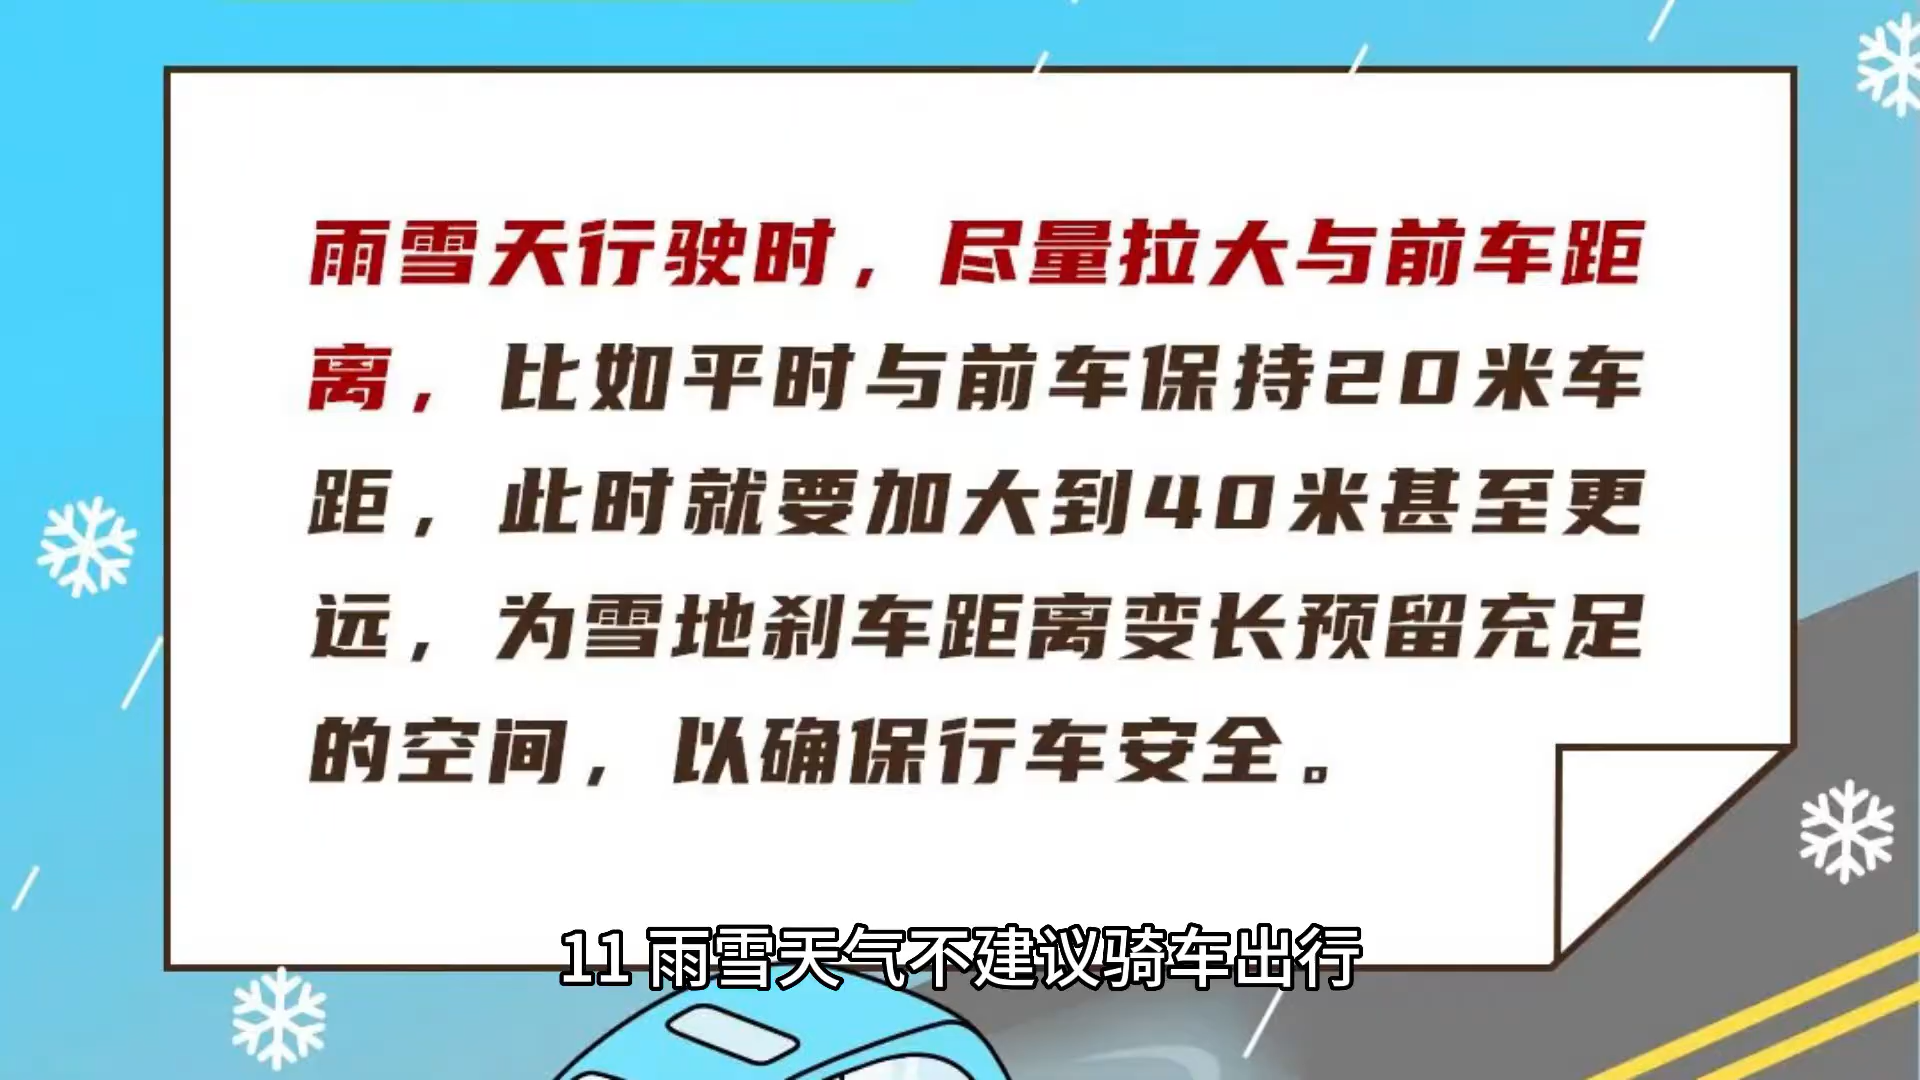 雨雪天行驶时，尽量拉大与前车距
离，比如平时与前车保持20米车
距，此时就要加大到40米甚至更
远，为雪地刹车距离变长预留充足
的空间，以确保行车安全。
11 雨雪天气不建议骑车出行